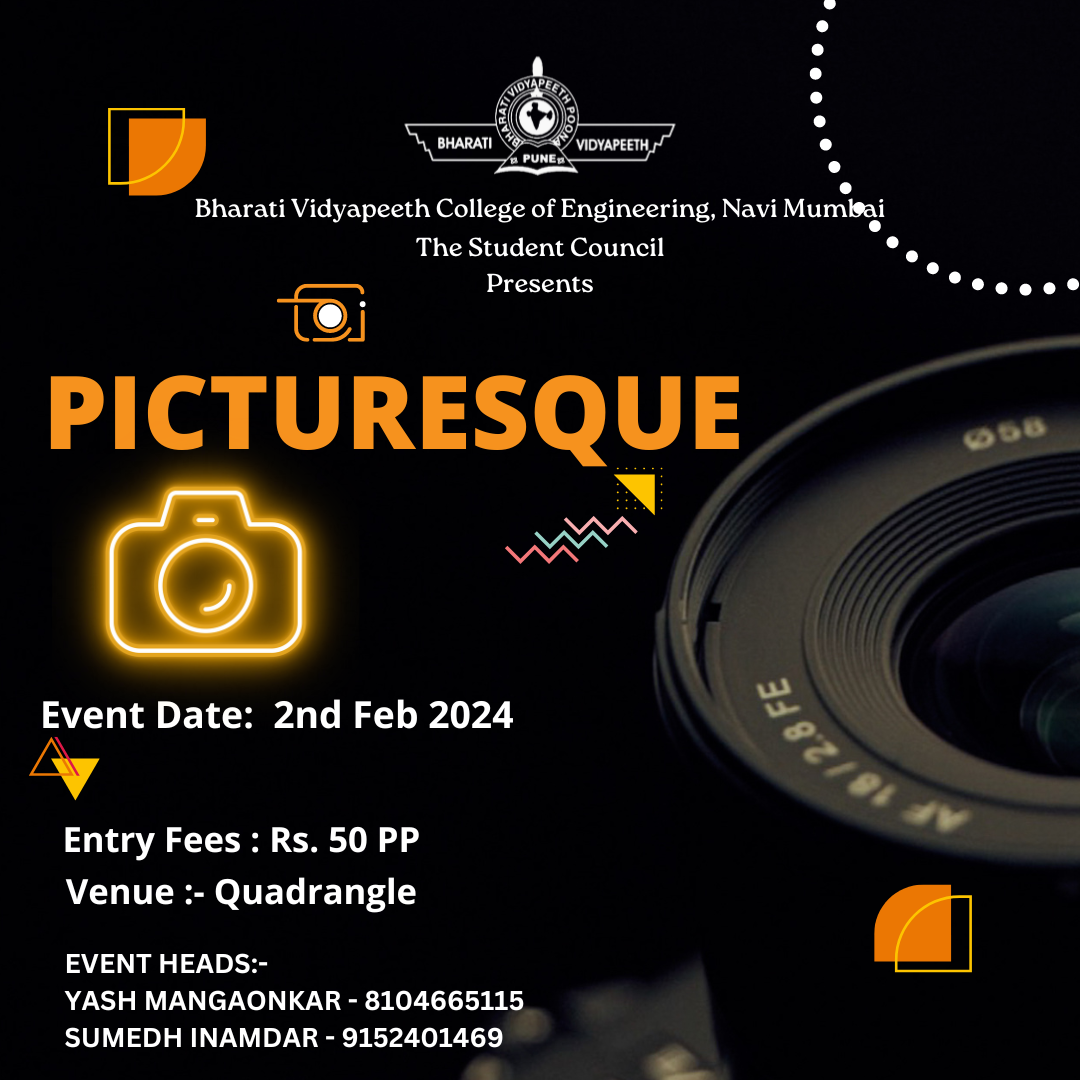 BHARATI VIDYAPEETH POONA
BHARATI VIDYAPEETH
PUNE
Bharati Vidyapeeth College of Engineering, Navi Mumbai
The Student Council
Presents
PICTURESQUE
Ø58
AF 18 / 2.8 FE
Event Date:  2nd Feb 2024
Entry Fees : Rs. 50 PP
Venue :- Quadrangle
EVENT HEADS:-
YASH MANGAONKAR - 8104665115
SUMEDH INAMDAR - 9152401469